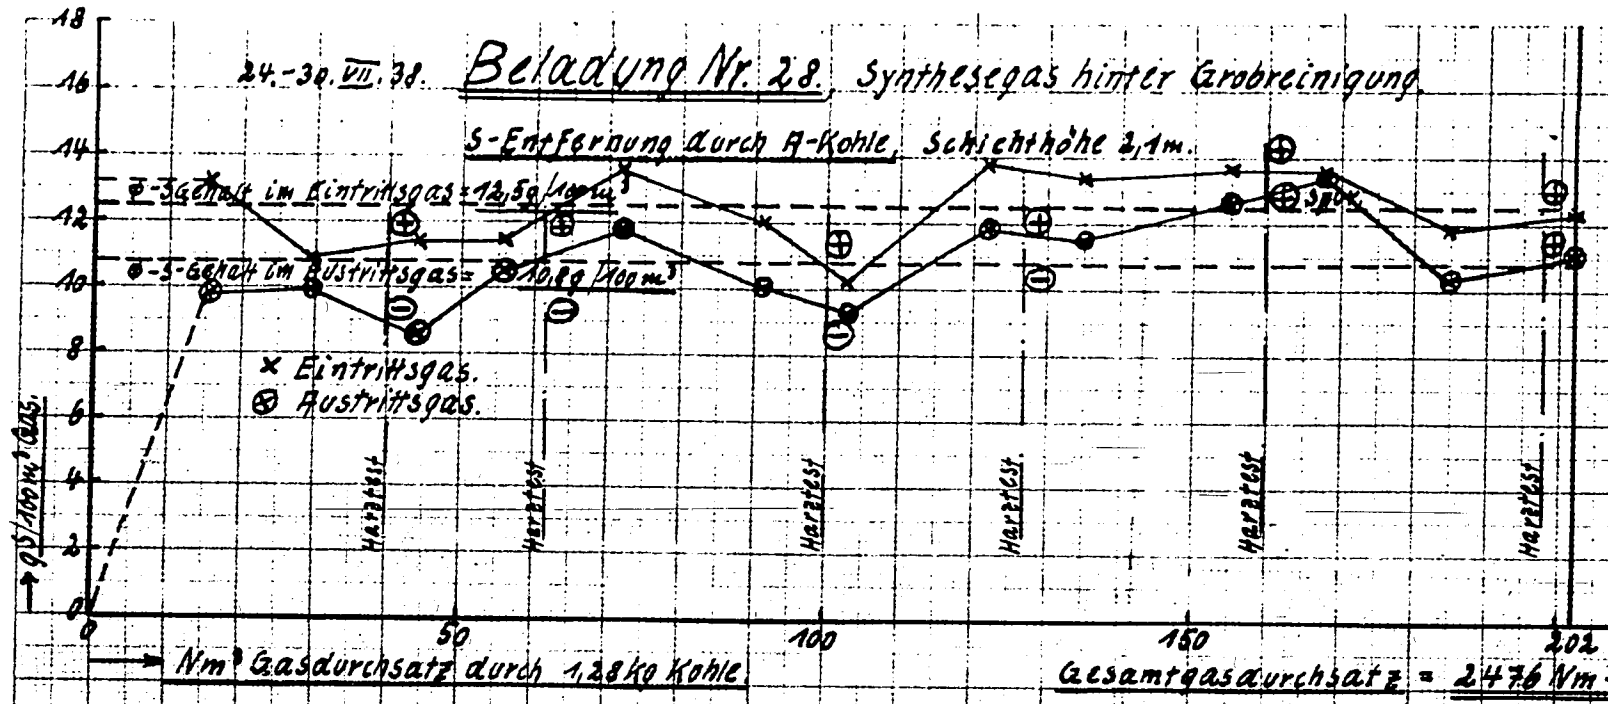 24.-30. VII. 38. Beladung Nr. 28. Synthesegas hinter Grobreinigung.
S-Entfernung durch A-Kohle, Schichthöhe 2,1m.
Φ-S Gehalt im Eintrittsgas = 12,5g/100m³
Φ-S-Gehalt im Austrittsgas = 10,8g/100m³
x Eintrittsgas.
⊗ Austrittsgas.
18
16
14
12
10
8
6
4
2
0
→ g S/100m³ Gas.
⊕
⊖
⊕
⊖
⊕
⊖
⊕
⊖
⊕
⊕ Spur.
⊕
⊕
Harztest
Harztest
Harztest
Harztest.
Harztest.
Harztest.
0 50 100 150 202
→ Nm³ Gasdurchsatz durch 1,28kg Kohle.
Gesamtgasdurchsatz = 2476 Nm